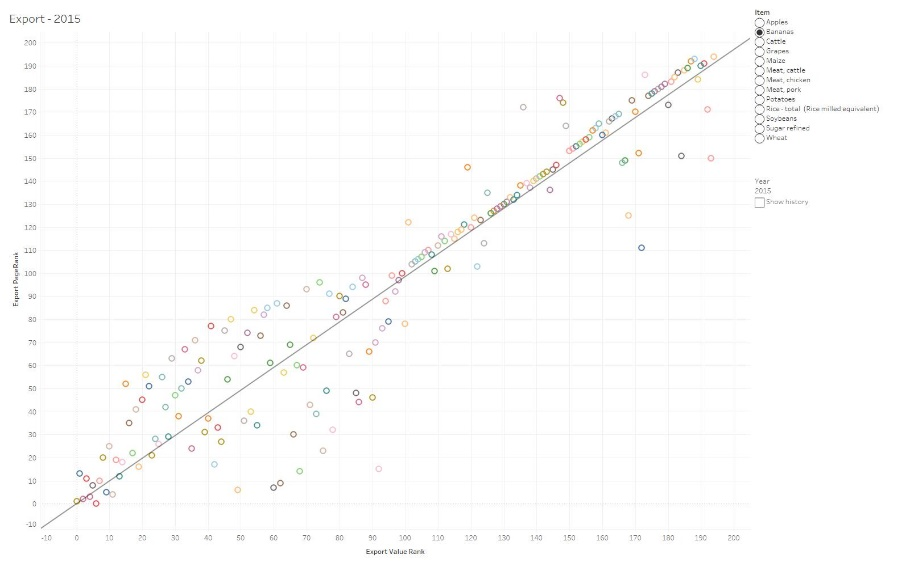 Export - 2015
Item
Apples
Bananas
Cattle
Grapes
Maize
Meat, cattle
Meat, chicken
Meat, pork
Potatoes
Rice - total (Rice milled equivalent)
Soybeans
Sugar refined
Wheat
Year
2015
Show history
Export PageRank
200
190
180
170
160
150
140
130
120
110
100
90
80
70
60
50
40
30
20
10
0
-10
-10 0 10 20 30 40 50 60 70 80 90 100 110 120 130 140 150 160 170 180 190 200
Export Value Rank